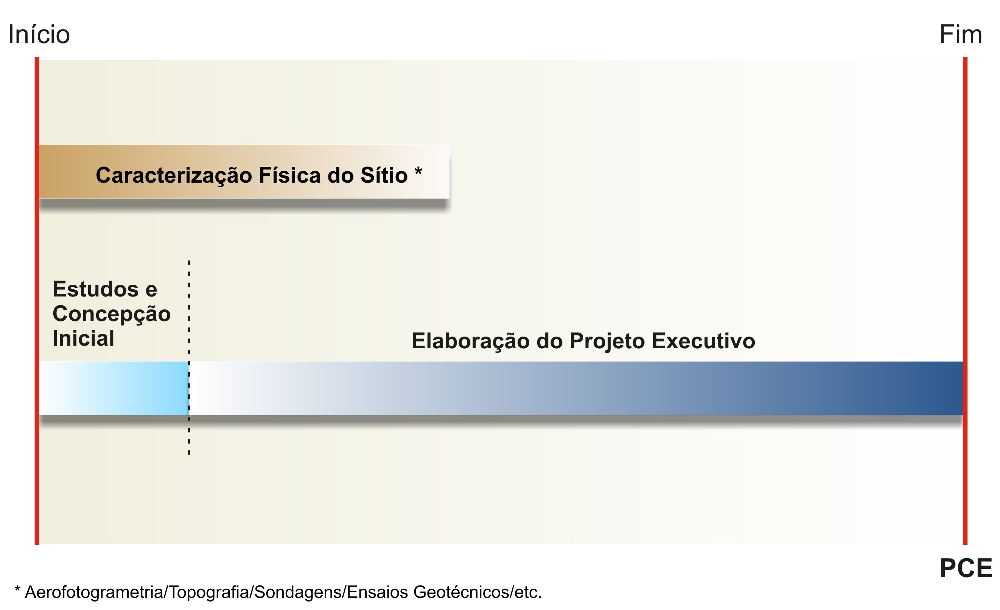 Início
Fim
Caracterização Física do Sítio *
Estudos e
Concepção
Inicial
Elaboração do Projeto Executivo
PCE
* Aerofotogrametria/Topografia/Sondagens/Ensaios Geotécnicos/etc.